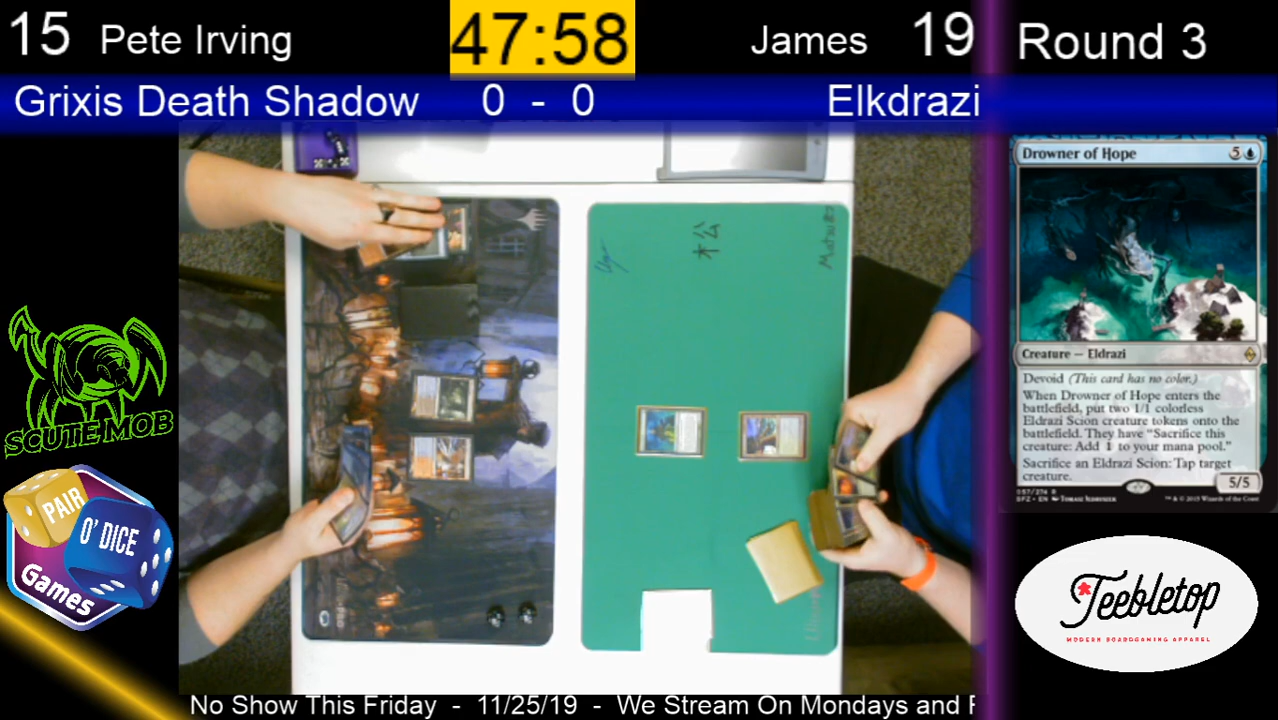 15 Pete Irving 47:58 James 19 Round 3
Grixis Death Shadow 0 - 0 Elkdrazi
Drowner of Hope 5
Creature — Eldrazi
Devoid (This card has no color.)
When Drowner of Hope enters the
battlefield, put two 1/1 colorless
Eldrazi Scion creature tokens onto the
battlefield. They have “Sacrifice this
creature: Add 1 to your mana pool.”
Sacrifice an Eldrazi Scion: Tap target
creature.
5/5
SCUTE MOB
PAIR
O' DICE
Games
Teebletop
MODERN BOARDGAMING APPAREL
No Show This Friday - 11/25/19 - We Stream On Mondays and F